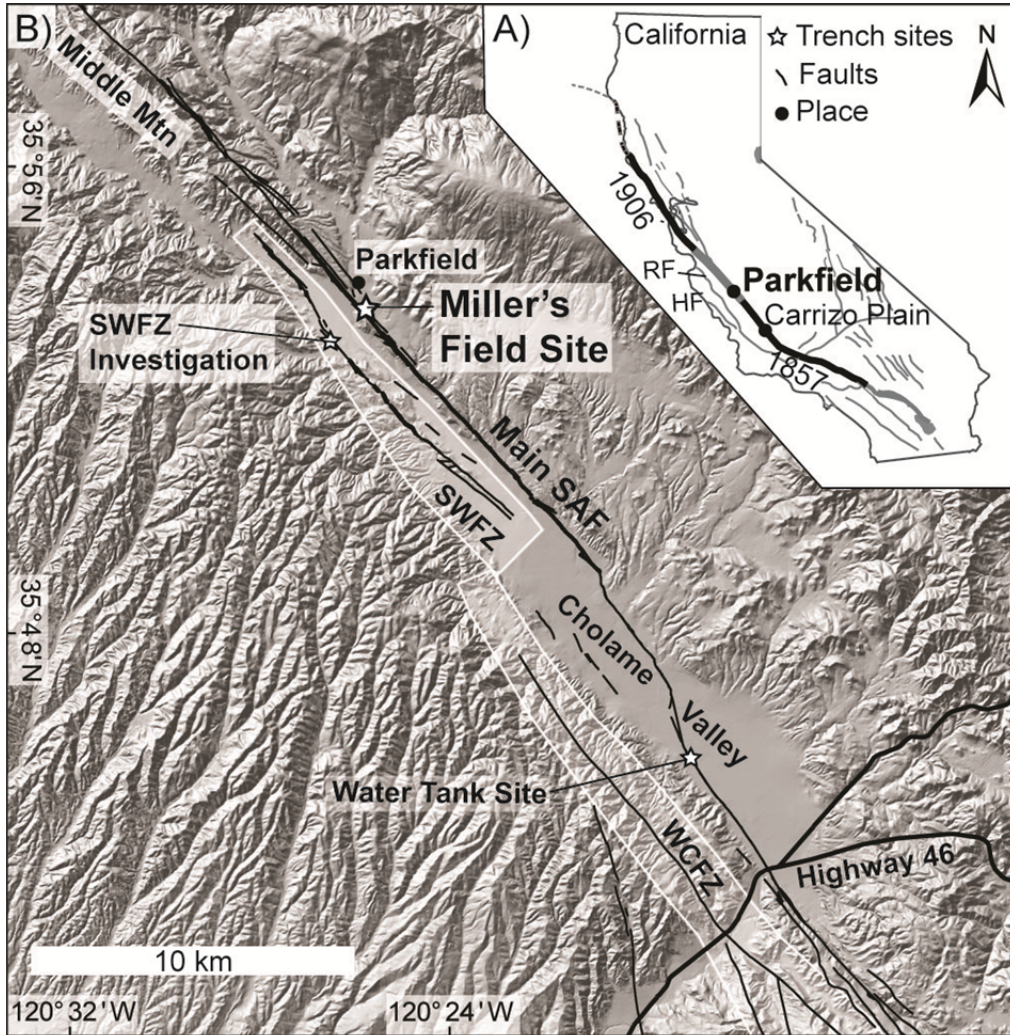 B)
Middle Mtn
35°56'N
Parkfield
Miller's
Field Site
SWFZ
Investigation
Main SAF
SWFZ
35°48'N
Cholame
Valley
Water Tank Site
WCFZ
Highway 46
10 km
120°32'W
120°24'W
A)
California
Trench sites
Faults
Place
N
1906
RF
HF
Parkfield
Carrizo Plain
1857